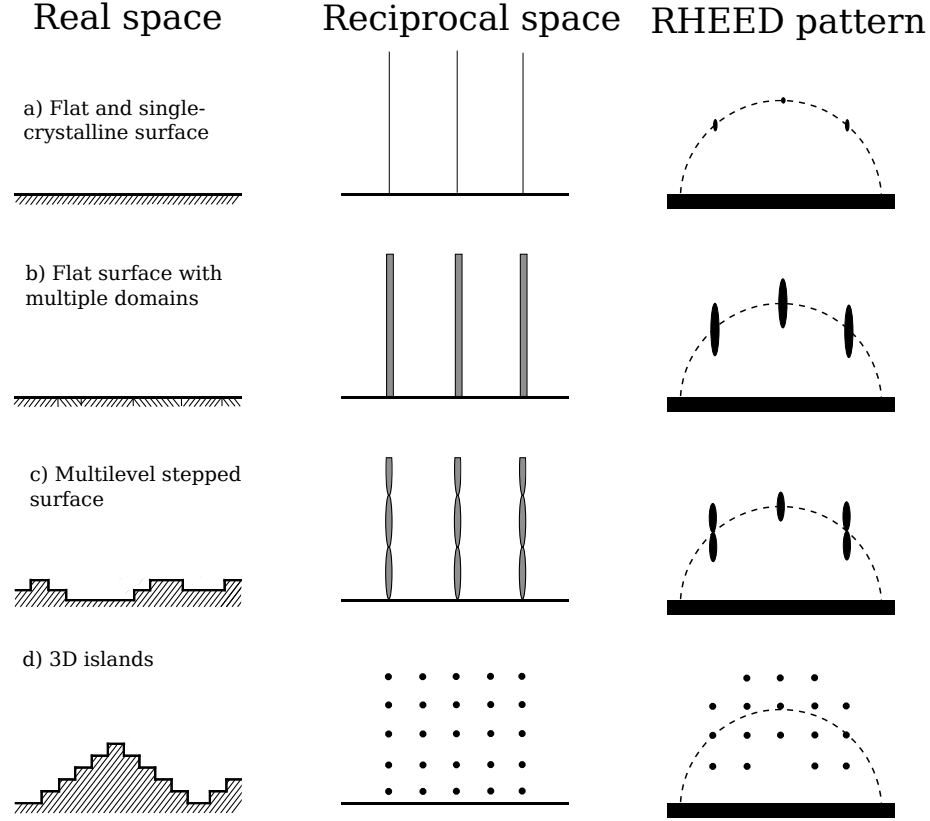 Real space
Reciprocal space
RHEED pattern
a) Flat and single-
crystalline surface
b) Flat surface with
multiple domains
c) Multilevel stepped
surface
d) 3D islands